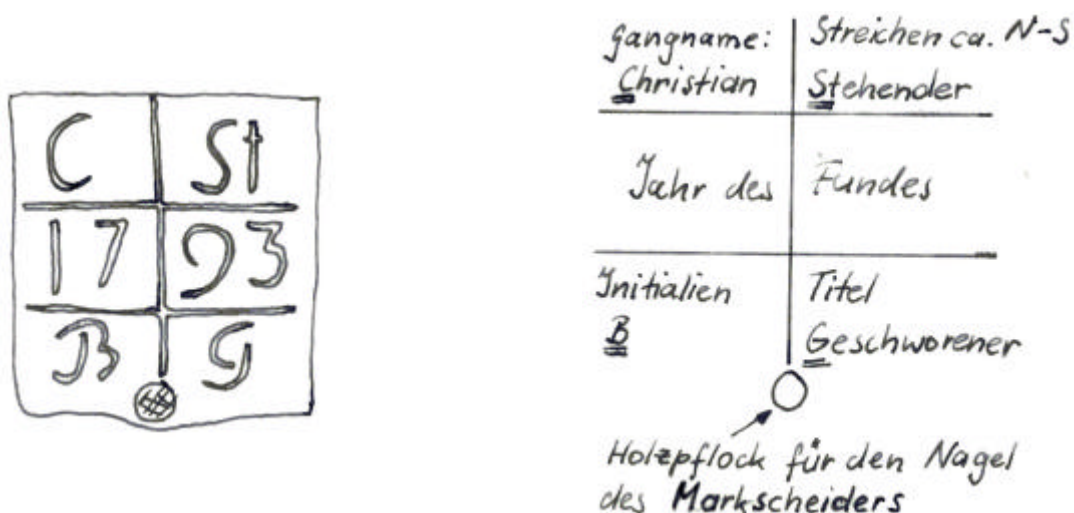 C St
17 93
B G
Gangname: Streichen ca. N-S
Christian Stehender
Jahr des Fundes
Initialien Titel
B Geschworener
Holzpflock für den Nagel
des Markscheiders